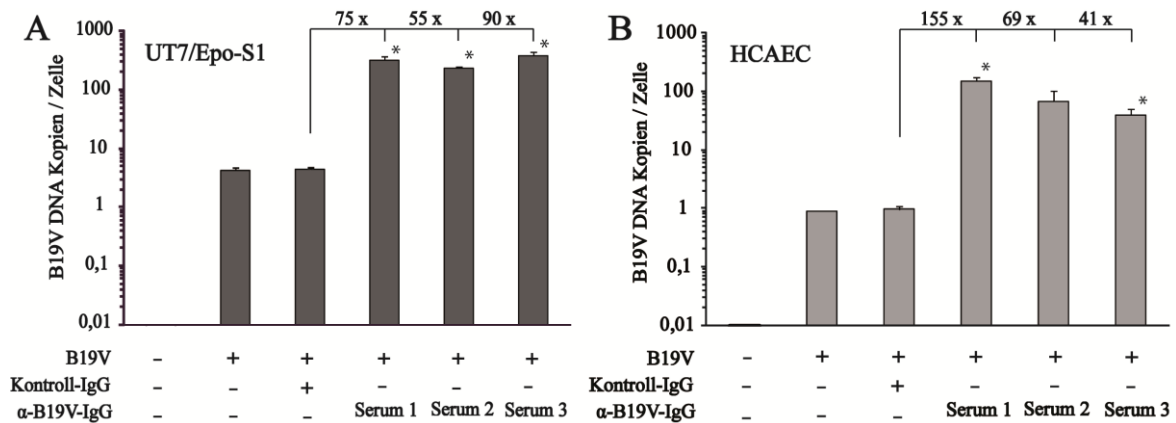 A
UT7/Epo-S1
75 x 55 x 90 x
B19V DNA Kopien / Zelle
1000
100
10
1
0,1
0,01
* * *
B19V – + + + + +
Kontroll-IgG – – + – – –
α-B19V-IgG – – – Serum 1 Serum 2 Serum 3
B
HCAEC
155 x 69 x 41 x
B19V DNA Kopien / Zelle
1000
100
10
1
0,1
0,01
* *
B19V – + + + + +
Kontroll-IgG – – + – – –
α-B19V-IgG – – – Serum 1 Serum 2 Serum 3